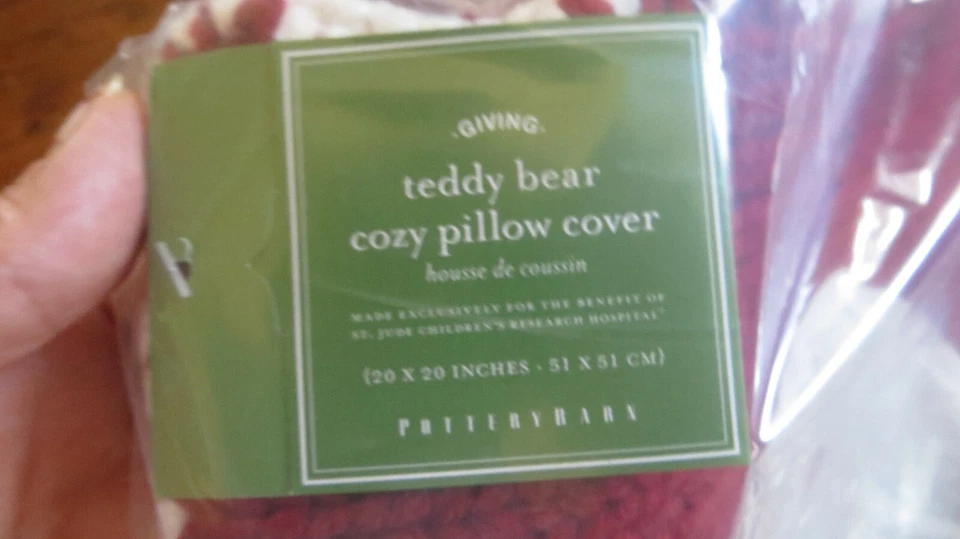 ·GIVING·
teddy bear
cozy pillow cover
housse de coussin
MADE EXCLUSIVELY FOR THE BENEFIT OF
ST. JUDE CHILDREN'S RESEARCH HOSPITAL®
{20 X 20 INCHES · 51 X 51 CM}
POTTERYBARN